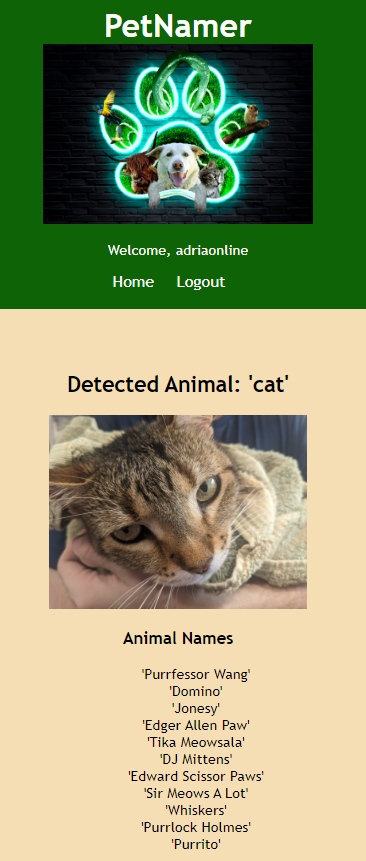 PetNamer
Welcome, adriaonline
Home Logout
Detected Animal: 'cat'
Animal Names
'Purrfessor Wang'
'Domino'
'Jonesy'
'Edger Allen Paw'
'Tika Meowsala'
'DJ Mittens'
'Edward Scissor Paws'
'Sir Meows A Lot'
'Whiskers'
'Purrlock Holmes'
'Purrito'